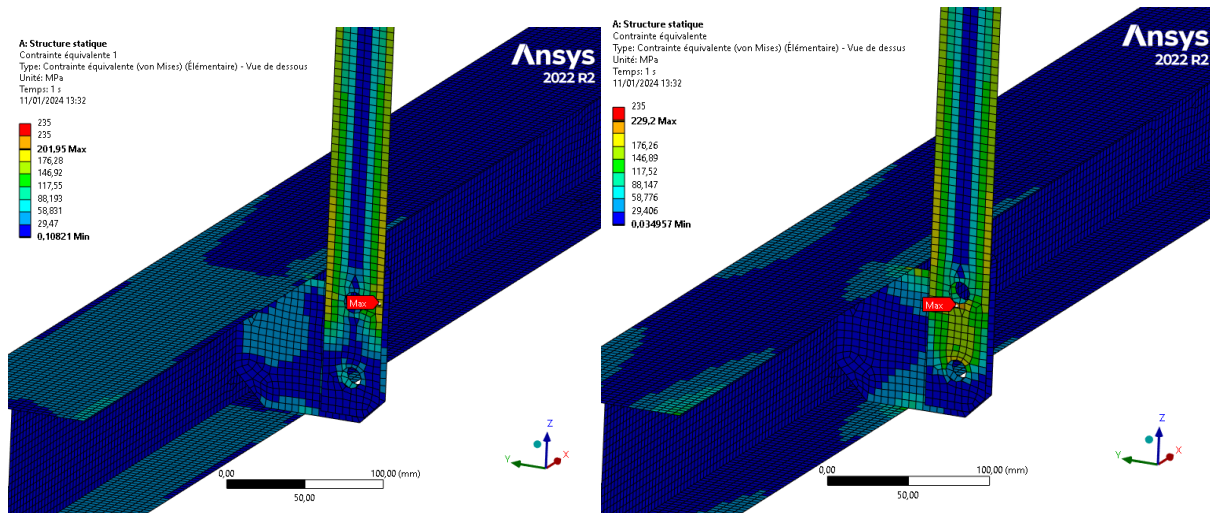 A: Structure statique
Contrainte équivalente 1
Type: Contrainte équivalente (von Mises) (Élémentaire) - Vue de dessous
Unité: MPa
Temps: 1 s
11/01/2024 13:32
Ansys
2022 R2
235
235
201,95 Max
176,28
146,92
117,55
88,193
58,831
29,47
0,10821 Min
Max
Z
Y
X
0,00
100,00 (mm)
50,00
A: Structure statique
Contrainte équivalente
Type: Contrainte équivalente (von Mises) (Élémentaire) - Vue de dessus
Unité: MPa
Temps: 1 s
11/01/2024 13:32
Ansys
2022 R2
235
229,2 Max
176,26
146,89
117,52
88,147
58,776
29,406
0,034957 Min
Max
Z
Y
X
0,00
100,00 (mm)
50,00